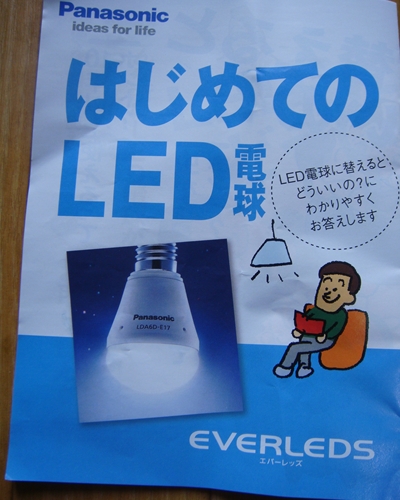 Panasonic
ideas for life
はじめての
LED電球
LED電球に替えると
どういいの?に
わかりやすく
お答えします
Panasonic
LDA6D-E17
EVERLEDS
エバーレッズ